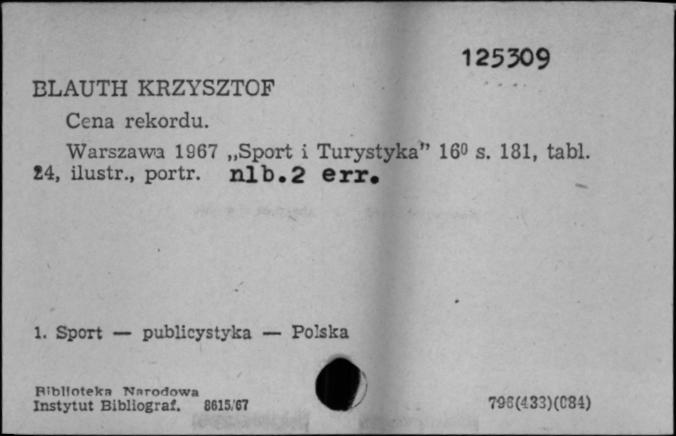 125309
BLAUTH KRZYSZTOF
Cena rekordu.
Warszawa 1967 „Sport i Turystyka” 16⁰ s. 181, tabl.
24, ilustr., portr. nlb.2 err.
1. Sport — publicystyka — Polska
Biblioteka Narodowa
Instytut Bibliograf. 8615/67
796(433)(084)